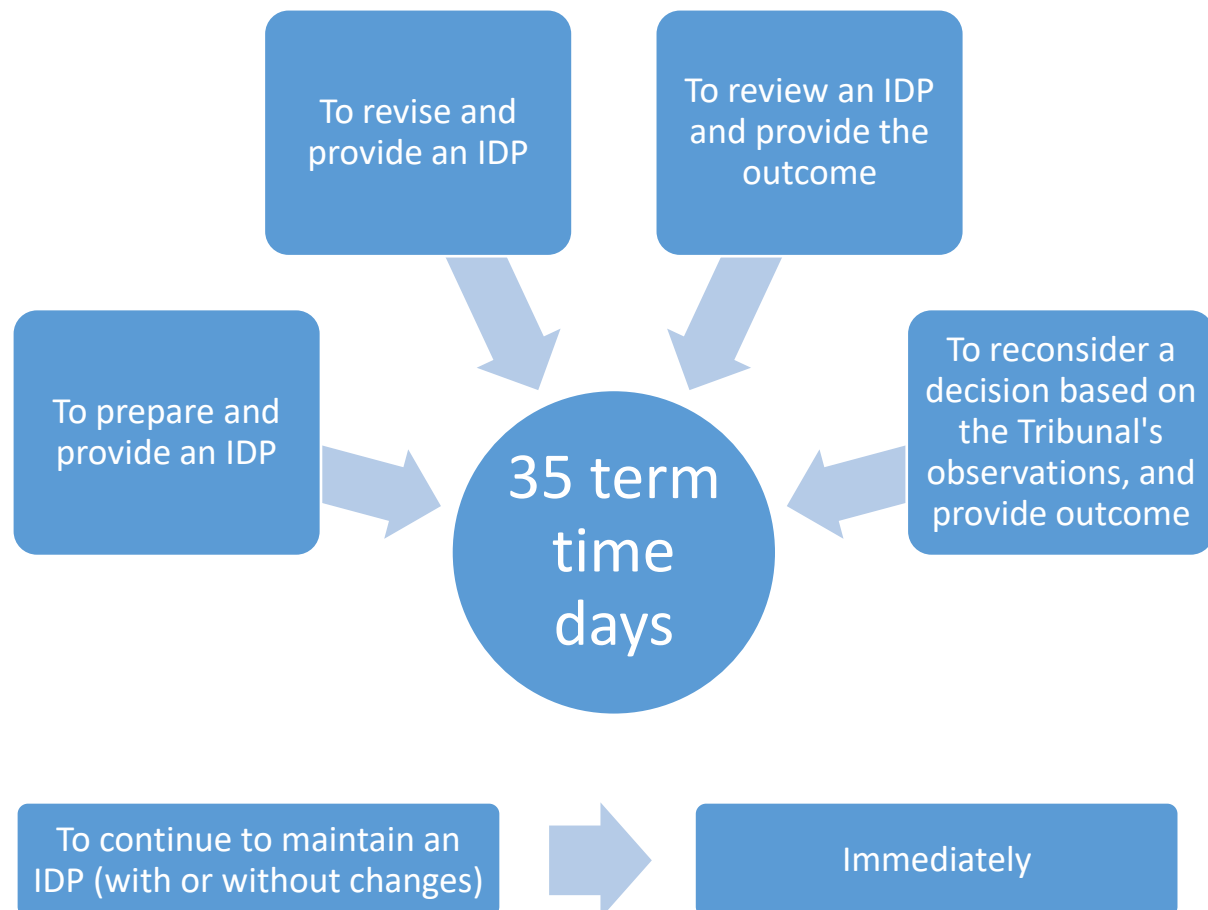 To revise and
provide an IDP
To review an IDP
and provide the
outcome
To prepare and
provide an IDP
To reconsider a
decision based on
the Tribunal's
observations, and
provide outcome
35 term
time
days
To continue to maintain an
IDP (with or without changes)
Immediately